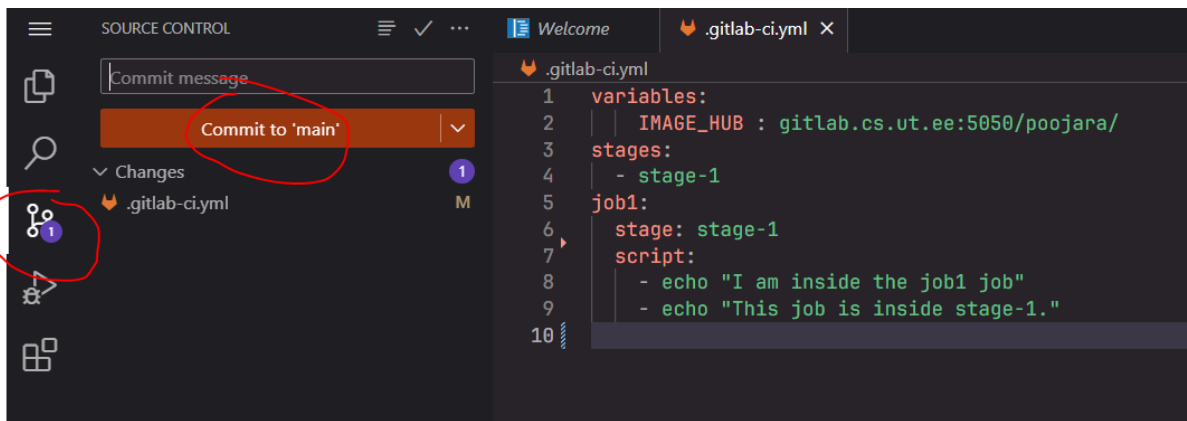 SOURCE CONTROL
Commit message
Commit to 'main'
Changes
1
.gitlab-ci.yml
M
1
Welcome
.gitlab-ci.yml
.gitlab-ci.yml
1 variables:
2 IMAGE_HUB : gitlab.cs.ut.ee:5050/poojara/
3 stages:
4 - stage-1
5 job1:
6 stage: stage-1
7 script:
8 - echo "I am inside the job1 job"
9 - echo "This job is inside stage-1."
10